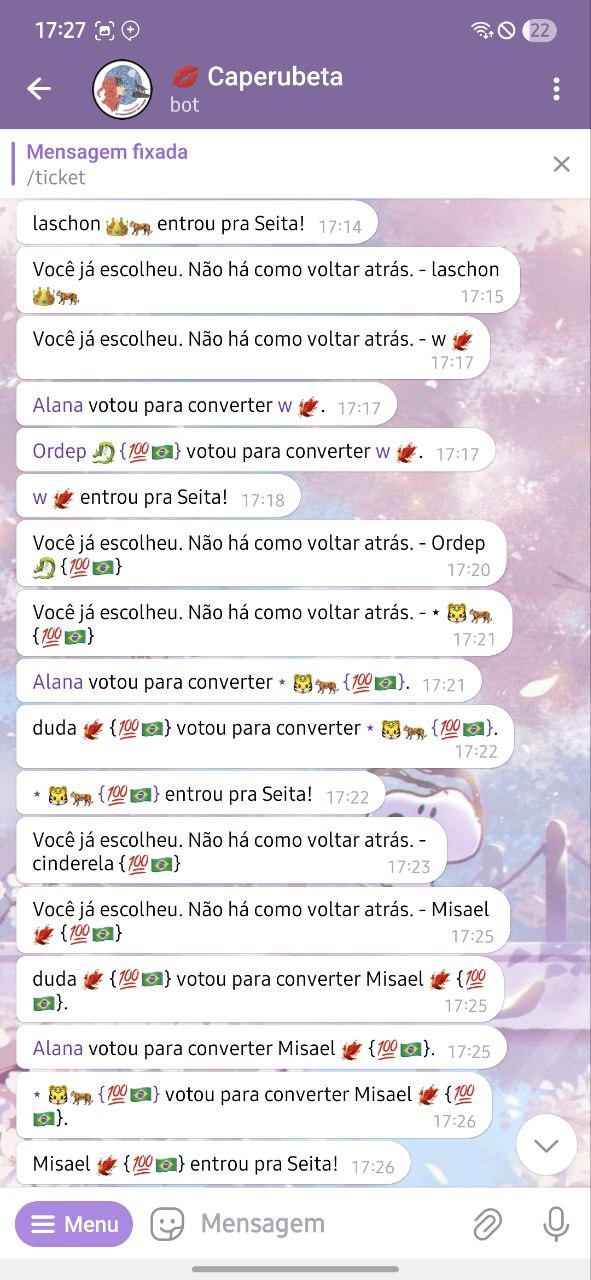 17:27
22
💋 Caperubeta
bot
Mensagem fixada
/ticket
laschon 👑🐅 entrou pra Seita! 17:14
Você já escolheu. Não há como voltar atrás. - laschon
👑🐅 17:15
Você já escolheu. Não há como voltar atrás. - w 🐦‍🔥
17:17
Alana votou para converter w 🐦‍🔥. 17:17
Ordep 🐉 {💯🇧🇷} votou para converter w 🐦‍🔥. 17:17
w 🐦‍🔥 entrou pra Seita! 17:18
Você já escolheu. Não há como voltar atrás. - Ordep
🐉 {💯🇧🇷} 17:20
Você já escolheu. Não há como voltar atrás. - ⋆ 🐯🐅
{💯🇧🇷} 17:21
Alana votou para converter ⋆ 🐯🐅 {💯🇧🇷}. 17:21
duda 🐦‍🔥 {💯🇧🇷} votou para converter ⋆ 🐯🐅 {💯🇧🇷}.
17:22
⋆ 🐯🐅 {💯🇧🇷} entrou pra Seita! 17:22
Você já escolheu. Não há como voltar atrás. -
cinderela {💯🇧🇷} 17:23
Você já escolheu. Não há como voltar atrás. - Misael
🐦‍🔥 {💯🇧🇷} 17:25
duda 🐦‍🔥 {💯🇧🇷} votou para converter Misael 🐦‍🔥 {💯
🇧🇷}. 17:25
Alana votou para converter Misael 🐦‍🔥 {💯🇧🇷}. 17:25
⋆ 🐯🐅 {💯🇧🇷} votou para converter Misael 🐦‍🔥 {💯
🇧🇷}. 17:26
Misael 🐦‍🔥 {💯🇧🇷} entrou pra Seita! 17:26
Menu
Mensagem